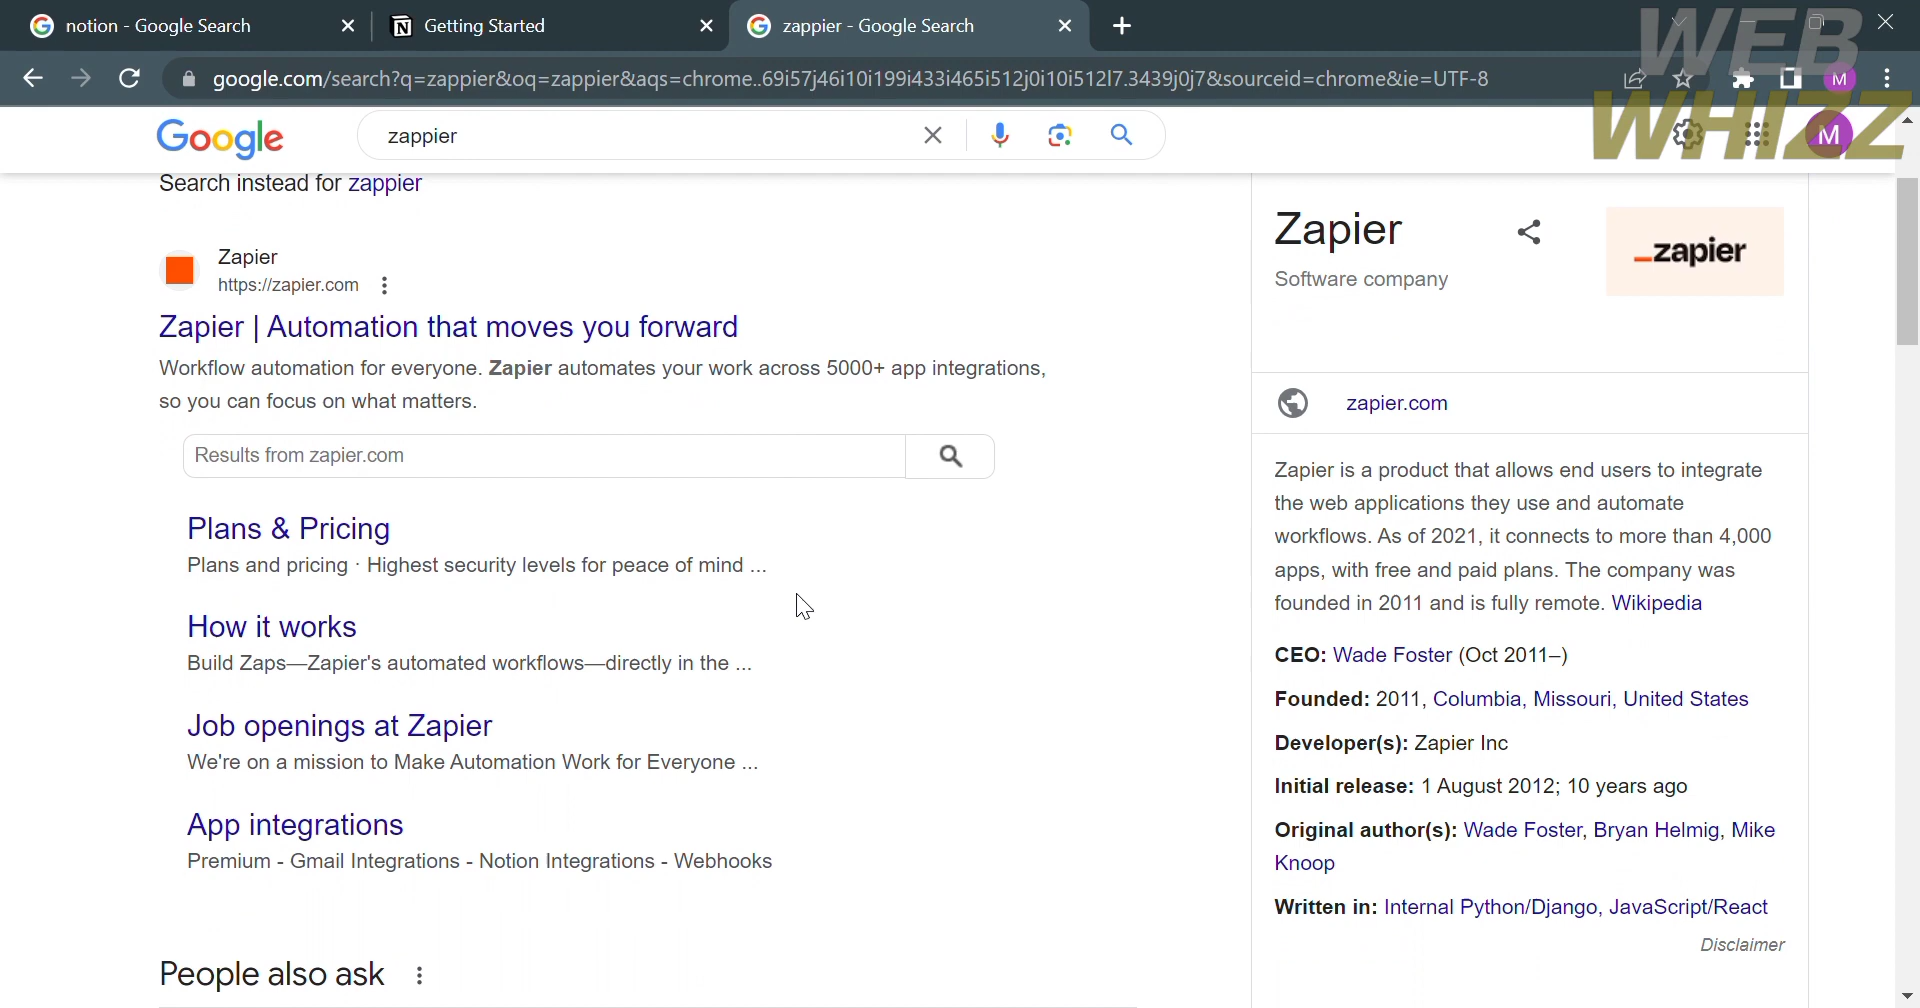 notion - Google Search
Getting Started
zappier - Google Search
google.com/search?q=zappier&oq=zappier&aqs=chrome..69i57j46i10i199i433i465i512j0i10i512l7.3439j0j7&sourceid=chrome&ie=UTF-8
M
WEB
WHIZZ
Google
zappier
M
Search instead for zappier
Zapier
https://zapier.com
Zapier | Automation that moves you forward
Workflow automation for everyone. Zapier automates your work across 5000+ app integrations,
so you can focus on what matters.
Results from zapier.com
Plans & Pricing
Plans and pricing · Highest security levels for peace of mind ...
How it works
Build Zaps—Zapier's automated workflows—directly in the ...
Job openings at Zapier
We're on a mission to Make Automation Work for Everyone ...
App integrations
Premium - Gmail Integrations - Notion Integrations - Webhooks
People also ask
Zapier
Software company
_zapier
zapier.com
Zapier is a product that allows end users to integrate
the web applications they use and automate
workflows. As of 2021, it connects to more than 4,000
apps, with free and paid plans. The company was
founded in 2011 and is fully remote. Wikipedia
CEO: Wade Foster (Oct 2011–)
Founded: 2011, Columbia, Missouri, United States
Developer(s): Zapier Inc
Initial release: 1 August 2012; 10 years ago
Original author(s): Wade Foster, Bryan Helmig, Mike
Knoop
Written in: Internal Python/Django, JavaScript/React
Disclaimer